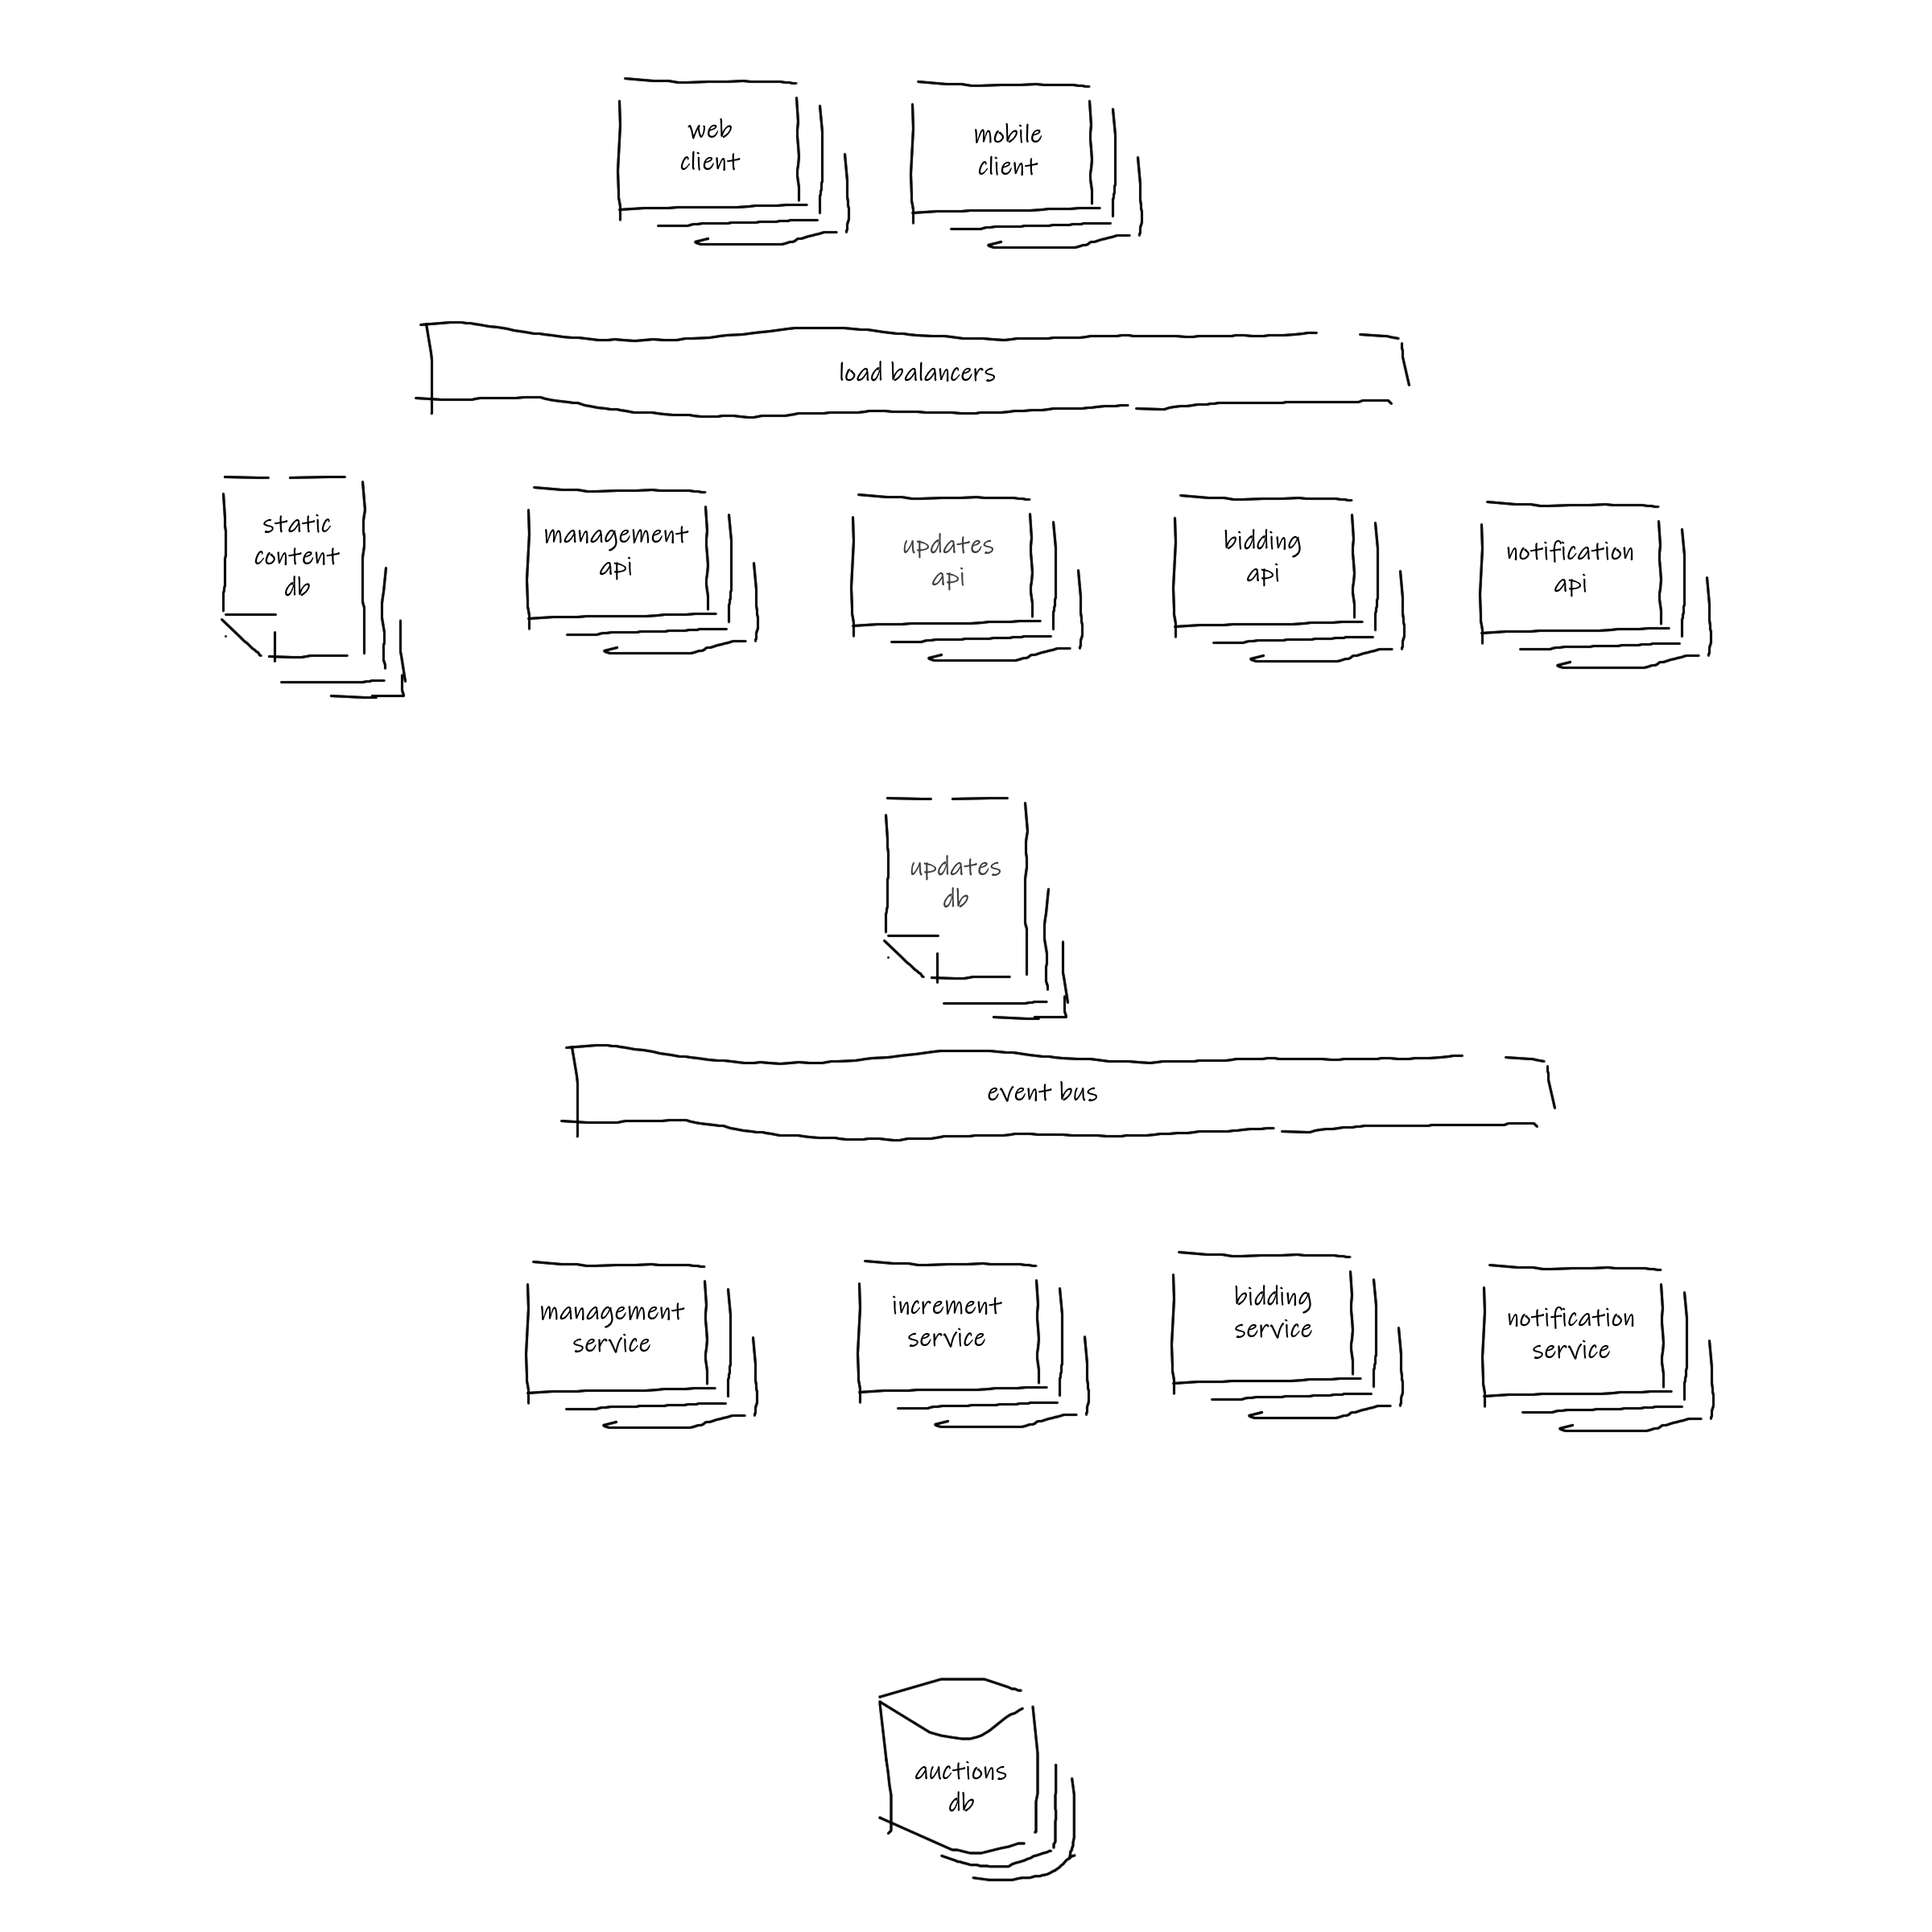 web
client
mobile
client
load balancers
static
content
db
management
api
updates
api
bidding
api
notification
api
updates
db
event bus
management
service
increment
service
bidding
service
notification
service
auctions
db